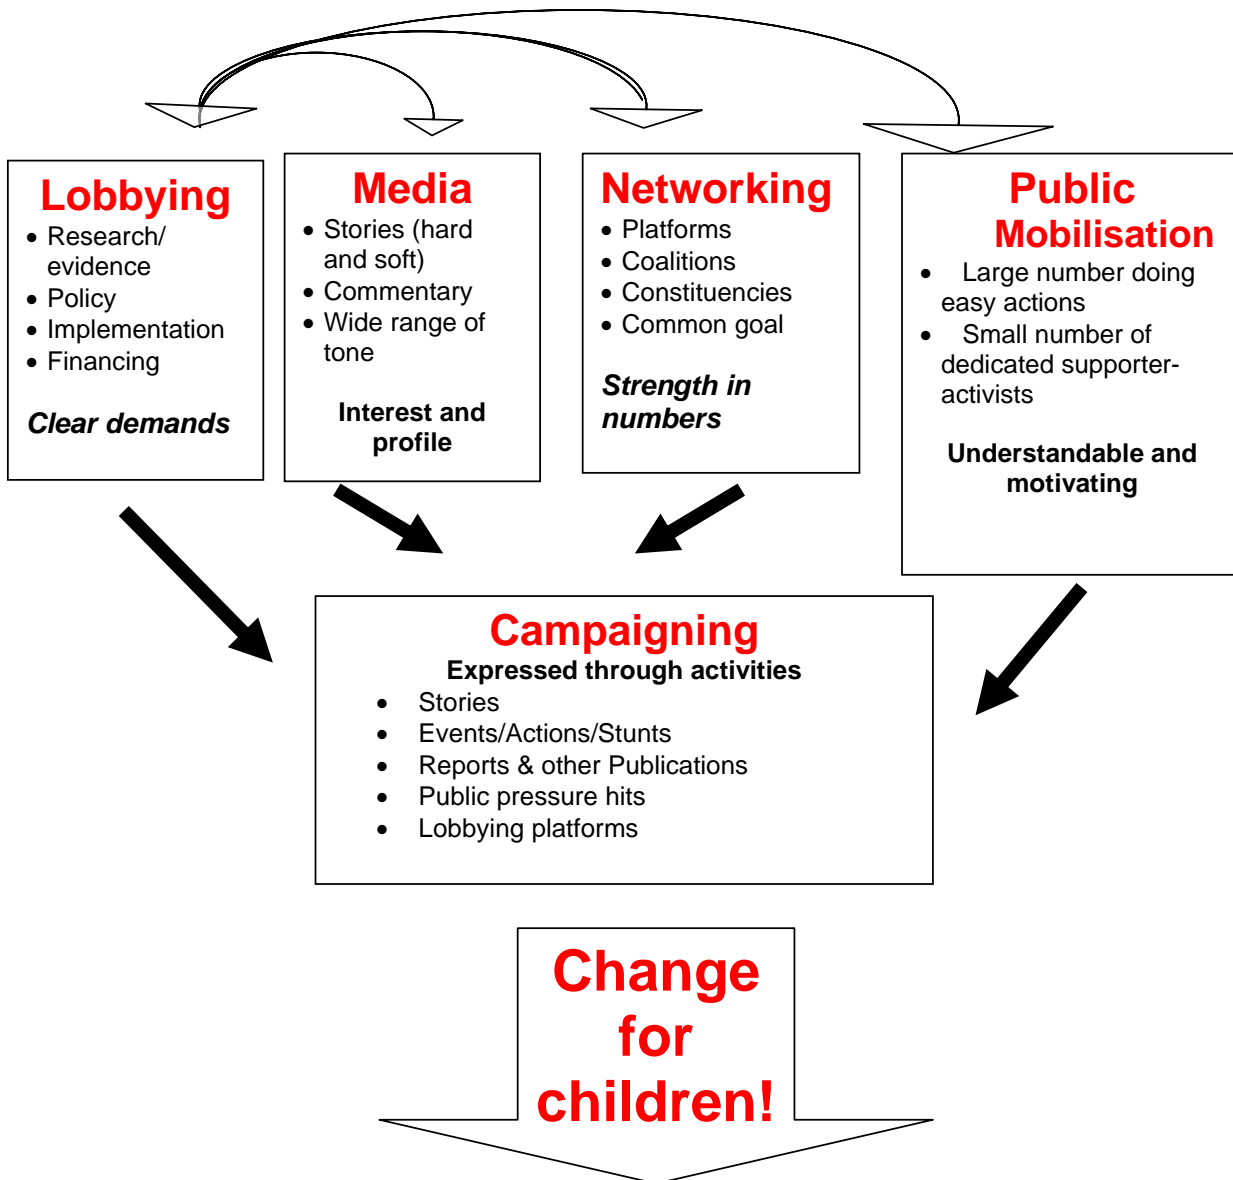 Lobbying
• Research/
evidence
• Policy
• Implementation
• Financing
Clear demands
Media
• Stories (hard
and soft)
• Commentary
• Wide range of
tone
Interest and
profile
Networking
• Platforms
• Coalitions
• Constituencies
• Common goal
Strength in
numbers
Public
Mobilisation
• Large number doing
easy actions
• Small number of
dedicated supporter-
activists
Understandable and
motivating
Campaigning
Expressed through activities
• Stories
• Events/Actions/Stunts
• Reports & other Publications
• Public pressure hits
• Lobbying platforms
Change
for
children!